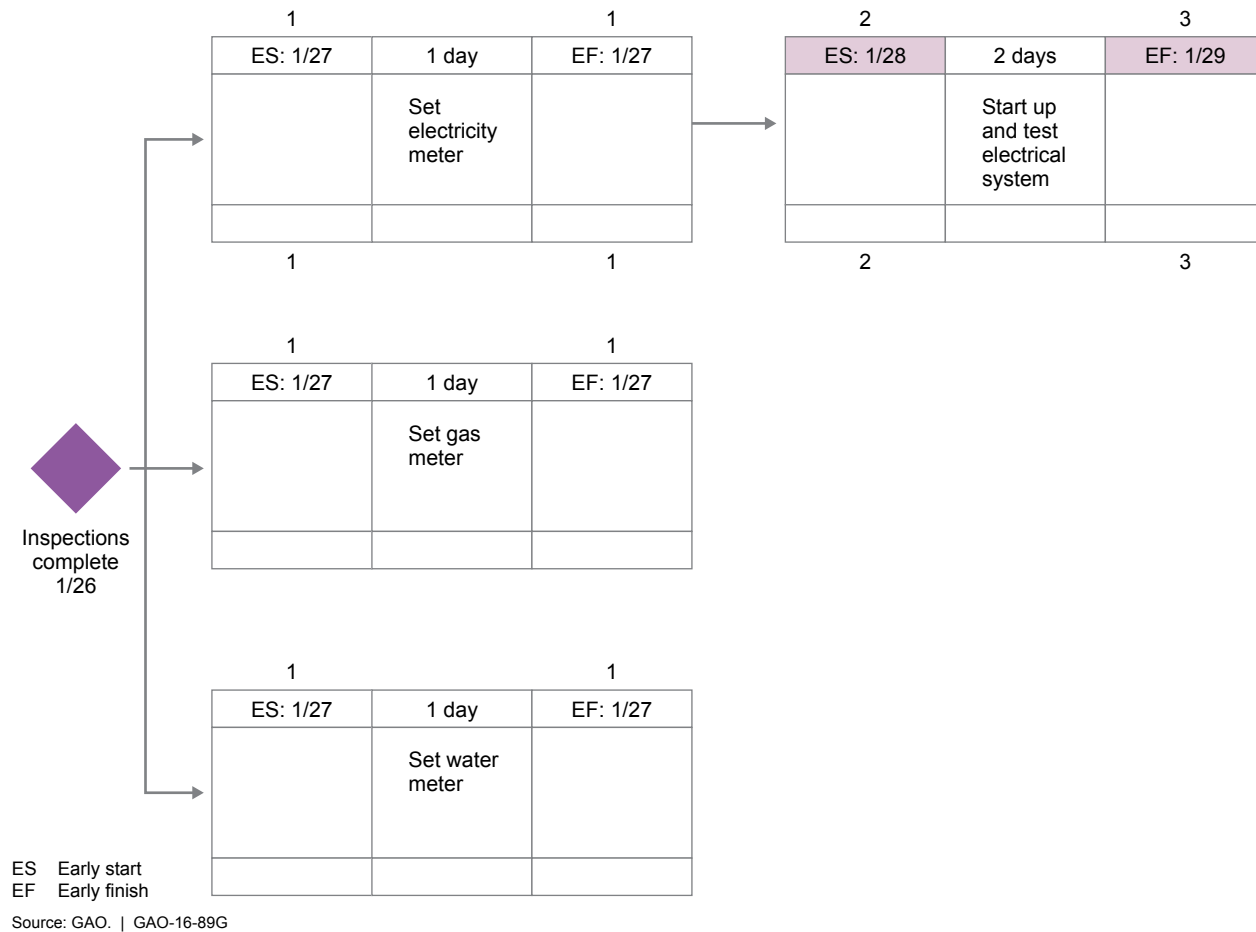 1 1 2 3
ES: 1/27 1 day EF: 1/27 ES: 1/28 2 days EF: 1/29
Set
electricity
meter
Start up
and test
electrical
system
1 1 2 3
1 1
ES: 1/27 1 day EF: 1/27
Set gas
meter
Inspections
complete
1/26
1 1
ES: 1/27 1 day EF: 1/27
Set water
meter
ES Early start
EF Early finish
Source: GAO. | GAO-16-89G